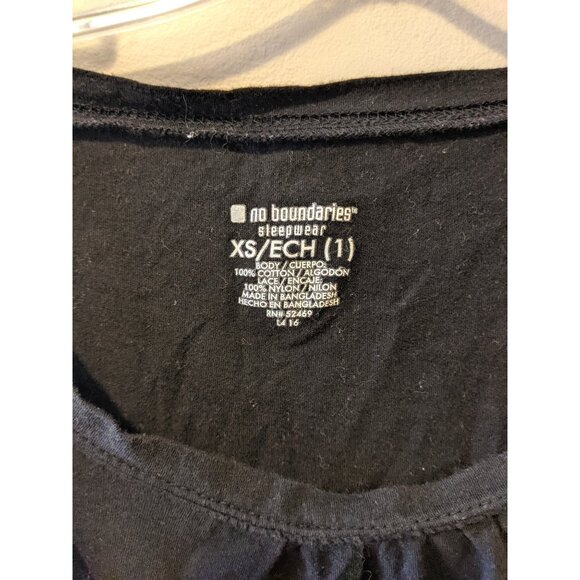 no boundaries™
sleepwear
XS/ECH (1)
BODY / CUERPO:
100% COTTON / ALGODÓN
LACE / ENCAJE:
100% NYLON / NILON
MADE IN BANGLADESH
HECHO EN BANGLADESH
RN# 52469
L4 16